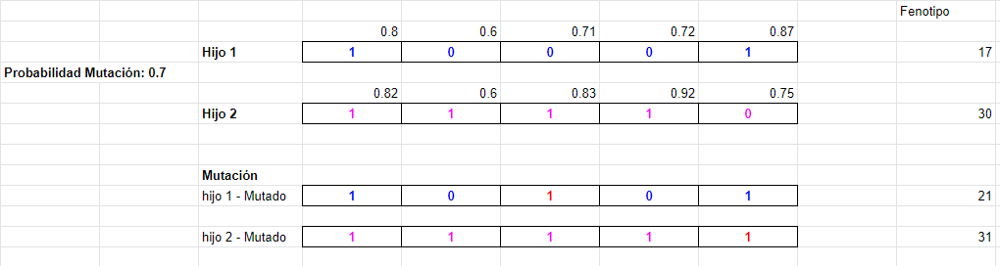 Fenotipo
0.8 0.6 0.71 0.72 0.87
Hijo 1 1 0 0 0 1 17
Probabilidad Mutación: 0.7
0.82 0.6 0.83 0.92 0.75
Hijo 2 1 1 1 1 0 30
Mutación
hijo 1 - Mutado 1 0 1 0 1 21
hijo 2 - Mutado 1 1 1 1 1 31